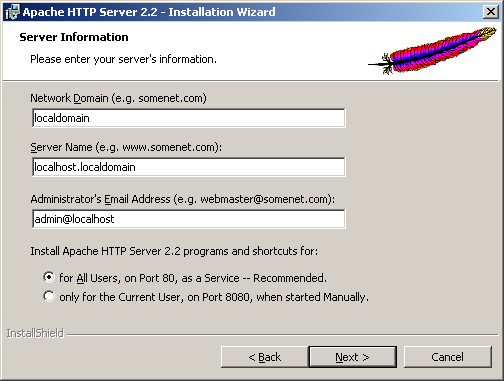 Apache HTTP Server 2.2 - Installation Wizard
Server Information
Please enter your server's information.
Network Domain (e.g. somenet.com)
localdomain
Server Name (e.g. www.somenet.com):
localhost.localdomain
Administrator's Email Address (e.g. webmaster@somenet.com):
admin@localhost
Install Apache HTTP Server 2.2 programs and shortcuts for:
for All Users, on Port 80, as a Service -- Recommended.
only for the Current User, on Port 8080, when started Manually.
InstallShield
< Back Next > Cancel